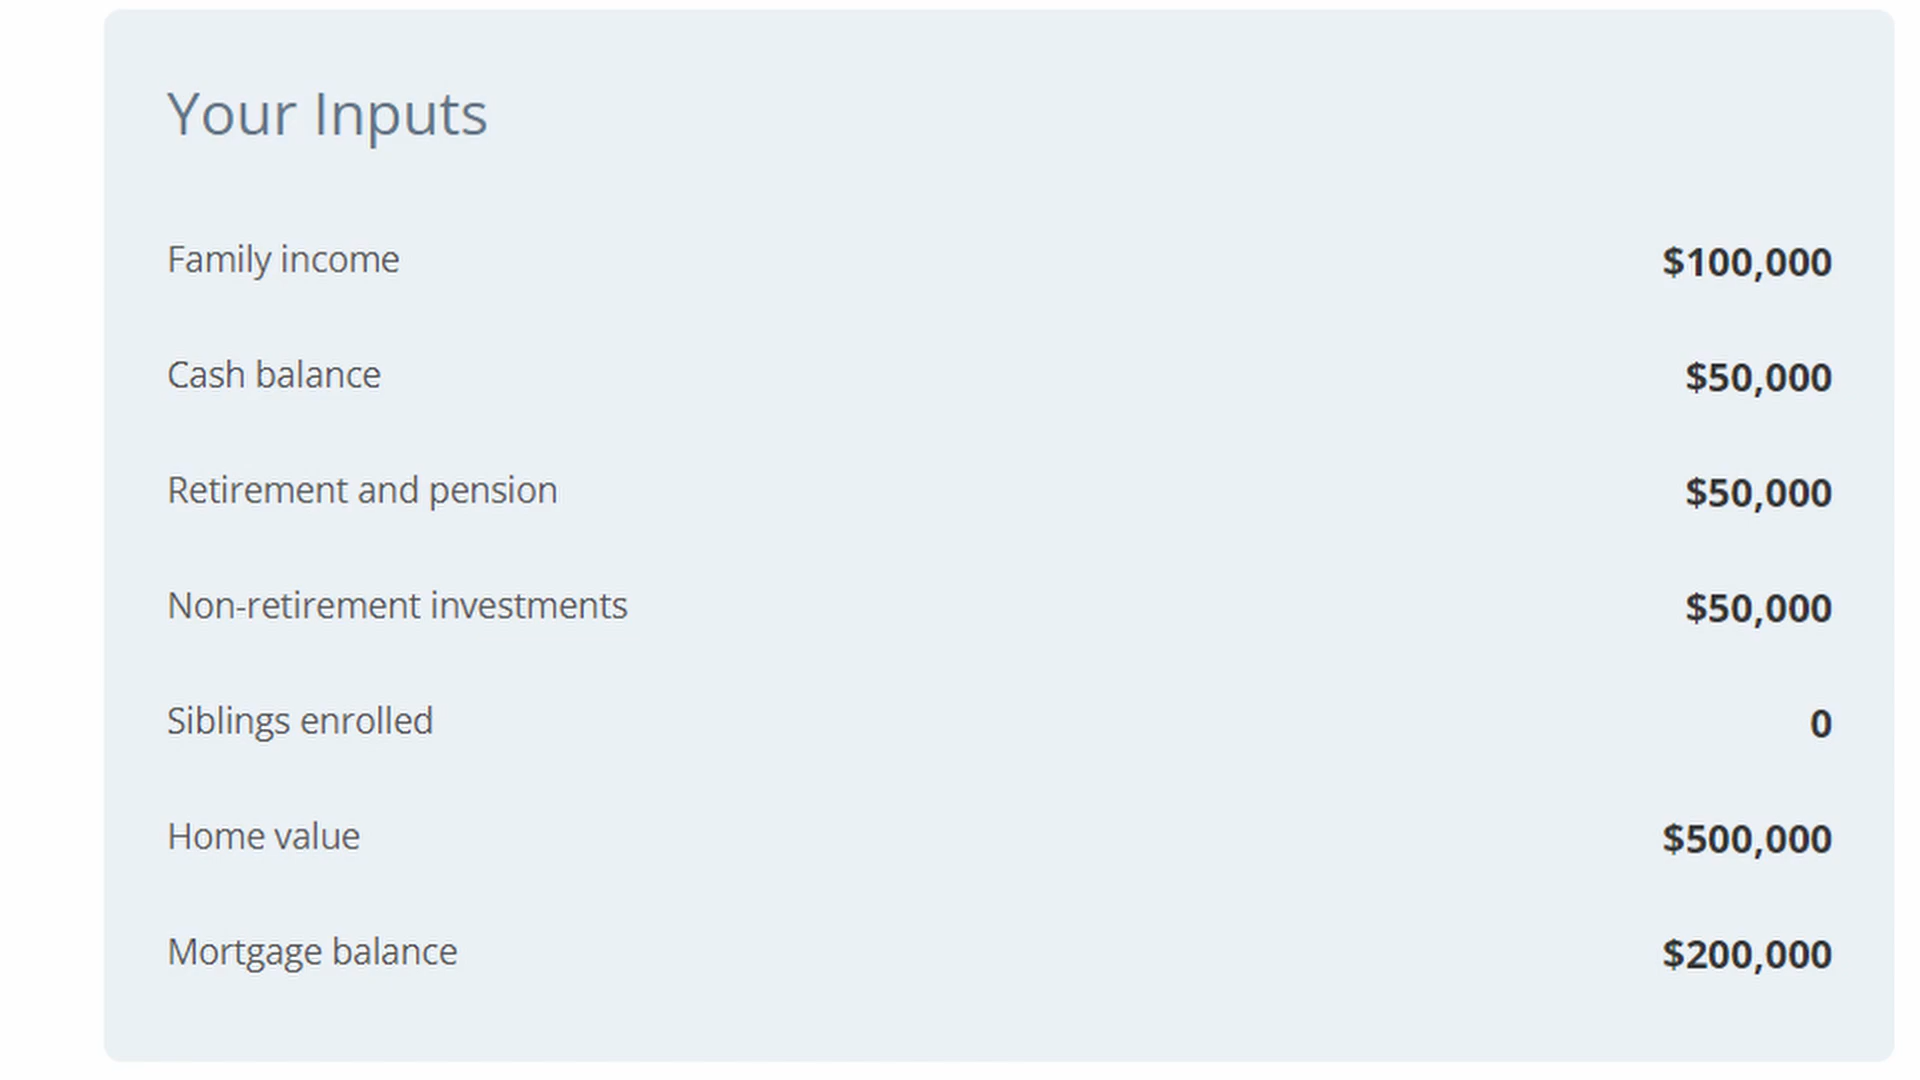 Your Inputs
Family income $100,000
Cash balance $50,000
Retirement and pension $50,000
Non-retirement investments $50,000
Siblings enrolled 0
Home value $500,000
Mortgage balance $200,000